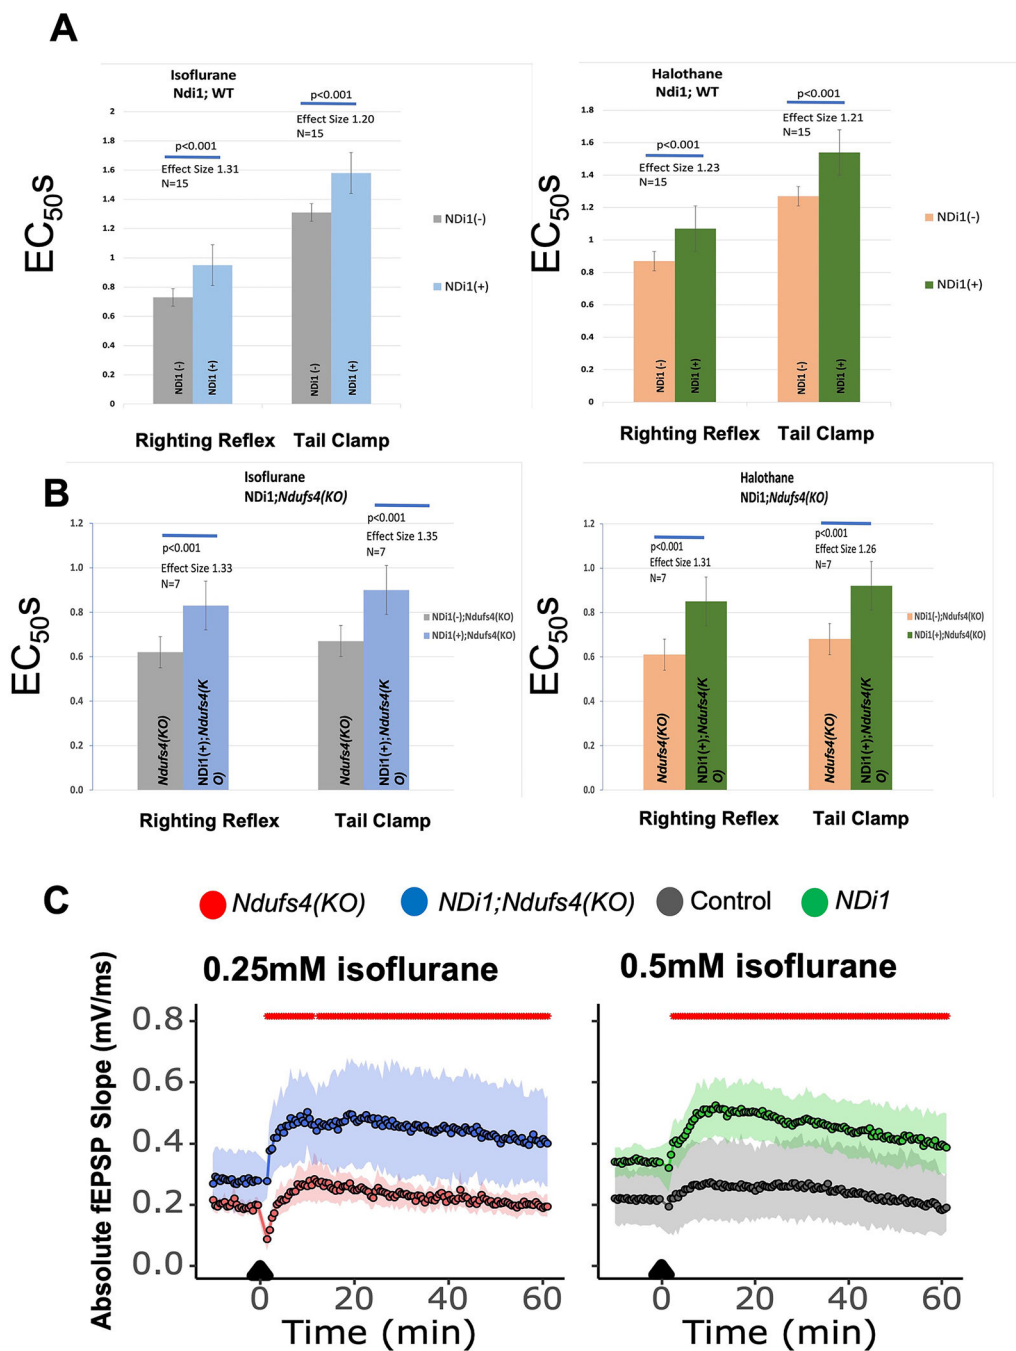 A
Isoflurane
Ndi1; WT
p<0.001
Effect Size 1.20
N=15
p<0.001
Effect Size 1.31
N=15
EC50s
2
1.8
1.6
1.4
1.2
1
0.8
0.6
0.4
0.2
0
NDi1 (-)
NDi1 (+)
NDi1 (-)
NDi1 (+)
NDi1(-)
NDi1(+)
Righting Reflex Tail Clamp
Halothane
Ndi1; WT
p<0.001
Effect Size 1.21
N=15
p<0.001
Effect Size 1.23
N=15
EC50s
1.8
1.6
1.4
1.2
1
0.8
0.6
0.4
0.2
0
NDi1 (-)
NDi1 (+)
NDi1 (-)
NDi1 (+)
NDi1(-)
NDi1(+)
Righting Reflex Tail Clamp
B
Isoflurane
NDi1;Ndufs4(KO)
p<0.001
Effect Size 1.33
N=7
p<0.001
Effect Size 1.35
N=7
EC50s
1.2
1.0
0.8
0.6
0.4
0.2
0.0
Ndufs4(KO)
NDi1(+);Ndufs4(K
O)
Ndufs4(KO)
NDi1(+);Ndufs4(K
O)
NDi1(-);Ndufs4(KO)
NDi1(+);Ndufs4(KO)
Righting Reflex Tail Clamp
Halothane
NDi1;Ndufs4(KO)
p<0.001
Effect Size 1.31
N=7
p<0.001
Effect Size 1.26
N=7
EC50s
1.2
1.0
0.8
0.6
0.4
0.2
0.0
Ndufs4(KO)
NDi1(+);Ndufs4(K
O)
Ndufs4(KO)
NDi1(+);Ndufs4(K
O)
NDi1(-);Ndufs4(KO)
NDi1(+);Ndufs4(KO)
Righting Reflex Tail Clamp
C
Ndufs4(KO) NDi1;Ndufs4(KO) Control NDi1
0.25mM isoflurane 0.5mM isoflurane
Absolute fEPSP Slope (mV/ms)
0.8
0.6
0.4
0.2
0.0
0 20 40 60 0 20 40 60
Time (min) Time (min)